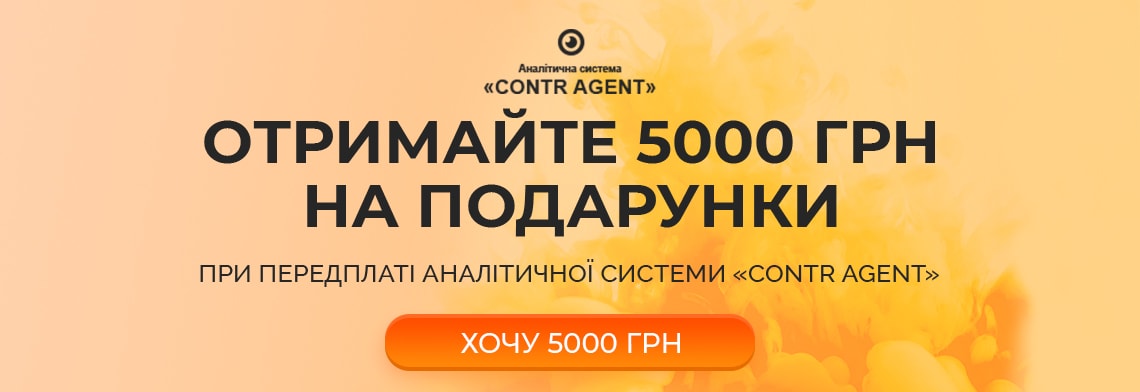 Аналітична система
«CONTR AGENT»
ОТРИМАЙТЕ 5000 ГРН
НА ПОДАРУНКИ
ПРИ ПЕРЕДПЛАТІ АНАЛІТИЧНОЇ СИСТЕМИ «CONTR AGENT»
ХОЧУ 5000 ГРН